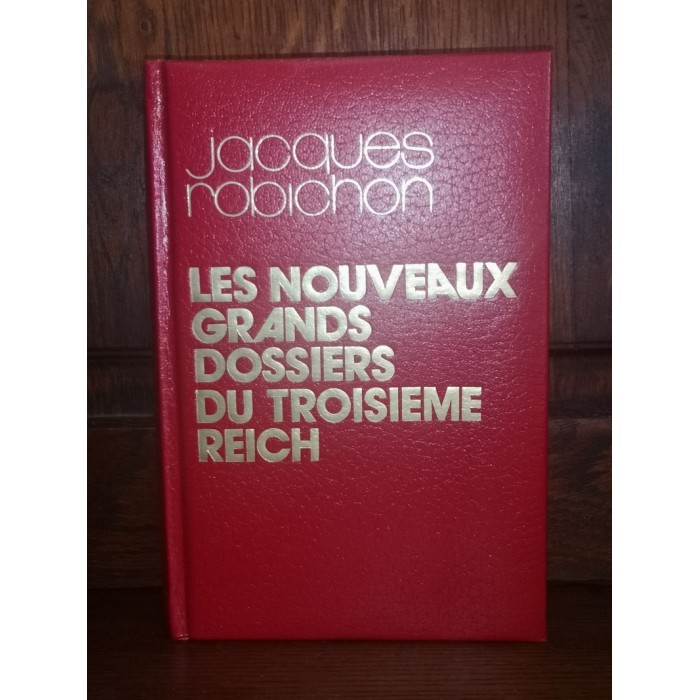 jacques
robichon
LES NOUVEAUX
GRANDS
DOSSIERS
DU TROISIEME
REICH